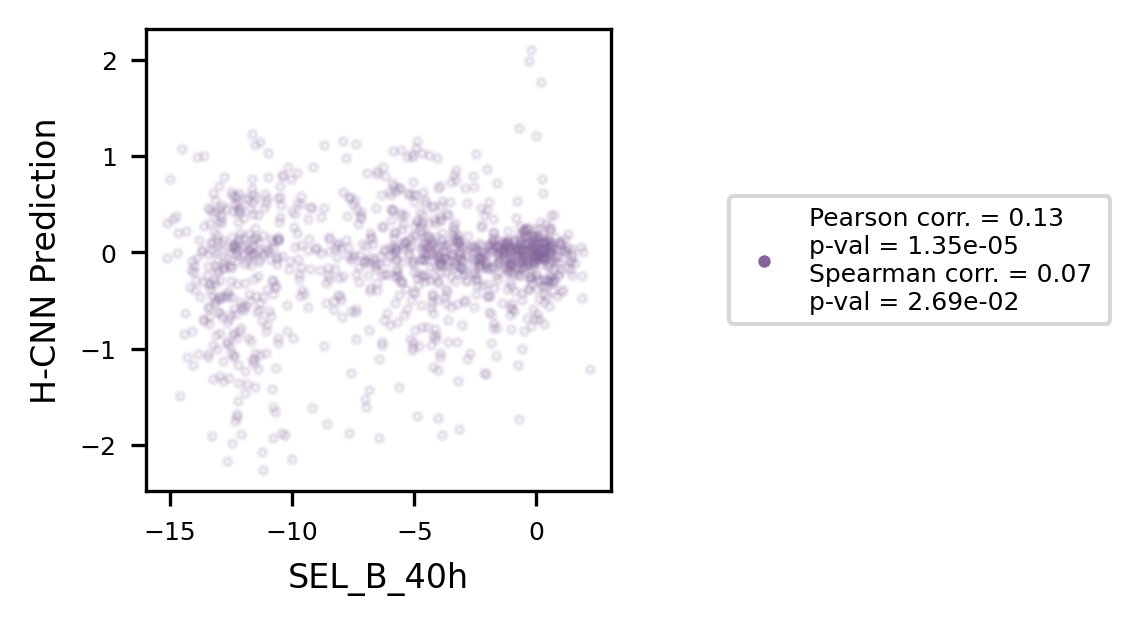 2
1
0
−1
−2
H-CNN Prediction
−15
−10
−5
0
SEL_B_40h
Pearson corr. = 0.13
p-val = 1.35e-05
Spearman corr. = 0.07
p-val = 2.69e-02